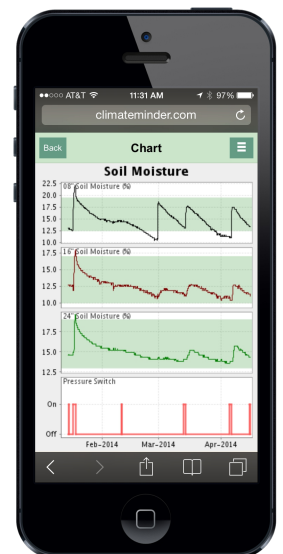 AT&T 11:31 AM 97%
climateminder.com
Back Chart
Soil Moisture
08" Soil Moisture (%)
22.5
20.0
17.5
15.0
12.5
10.0
16" Soil Moisture (%)
17.5
15.0
12.5
10.0
24" Soil Moisture (%)
17.5
15.0
12.5
Pressure Switch
On
Off
Feb-2014 Mar-2014 Apr-2014